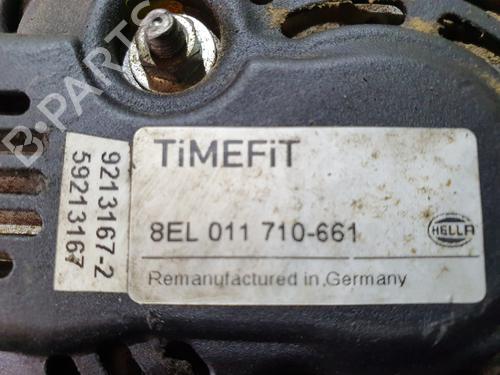 TiMEFiT
8EL 011 710-661
HELLA
Remanufactured in Germany
9213167-2
59213167
B-PARTS